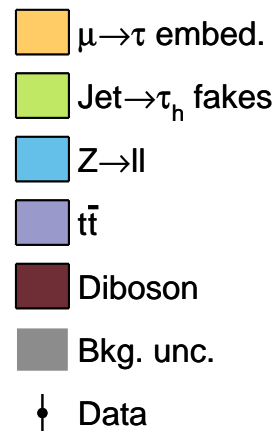 μ→τ embed.
Jet→τₕ fakes
Z→ll
tt̄
Diboson
Bkg. unc.
Data